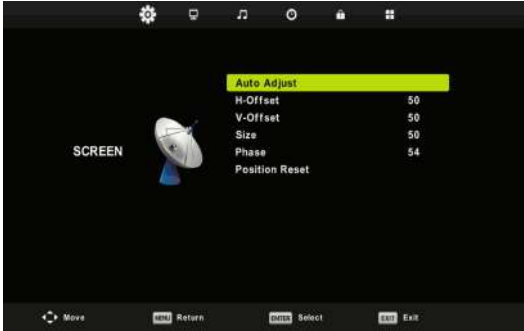 Auto Adjust
H-Offset 50
V-Offset 50
Size 50
SCREEN
Phase 54
Position Reset
Move MENU Return ENTER Select EXIT Exit